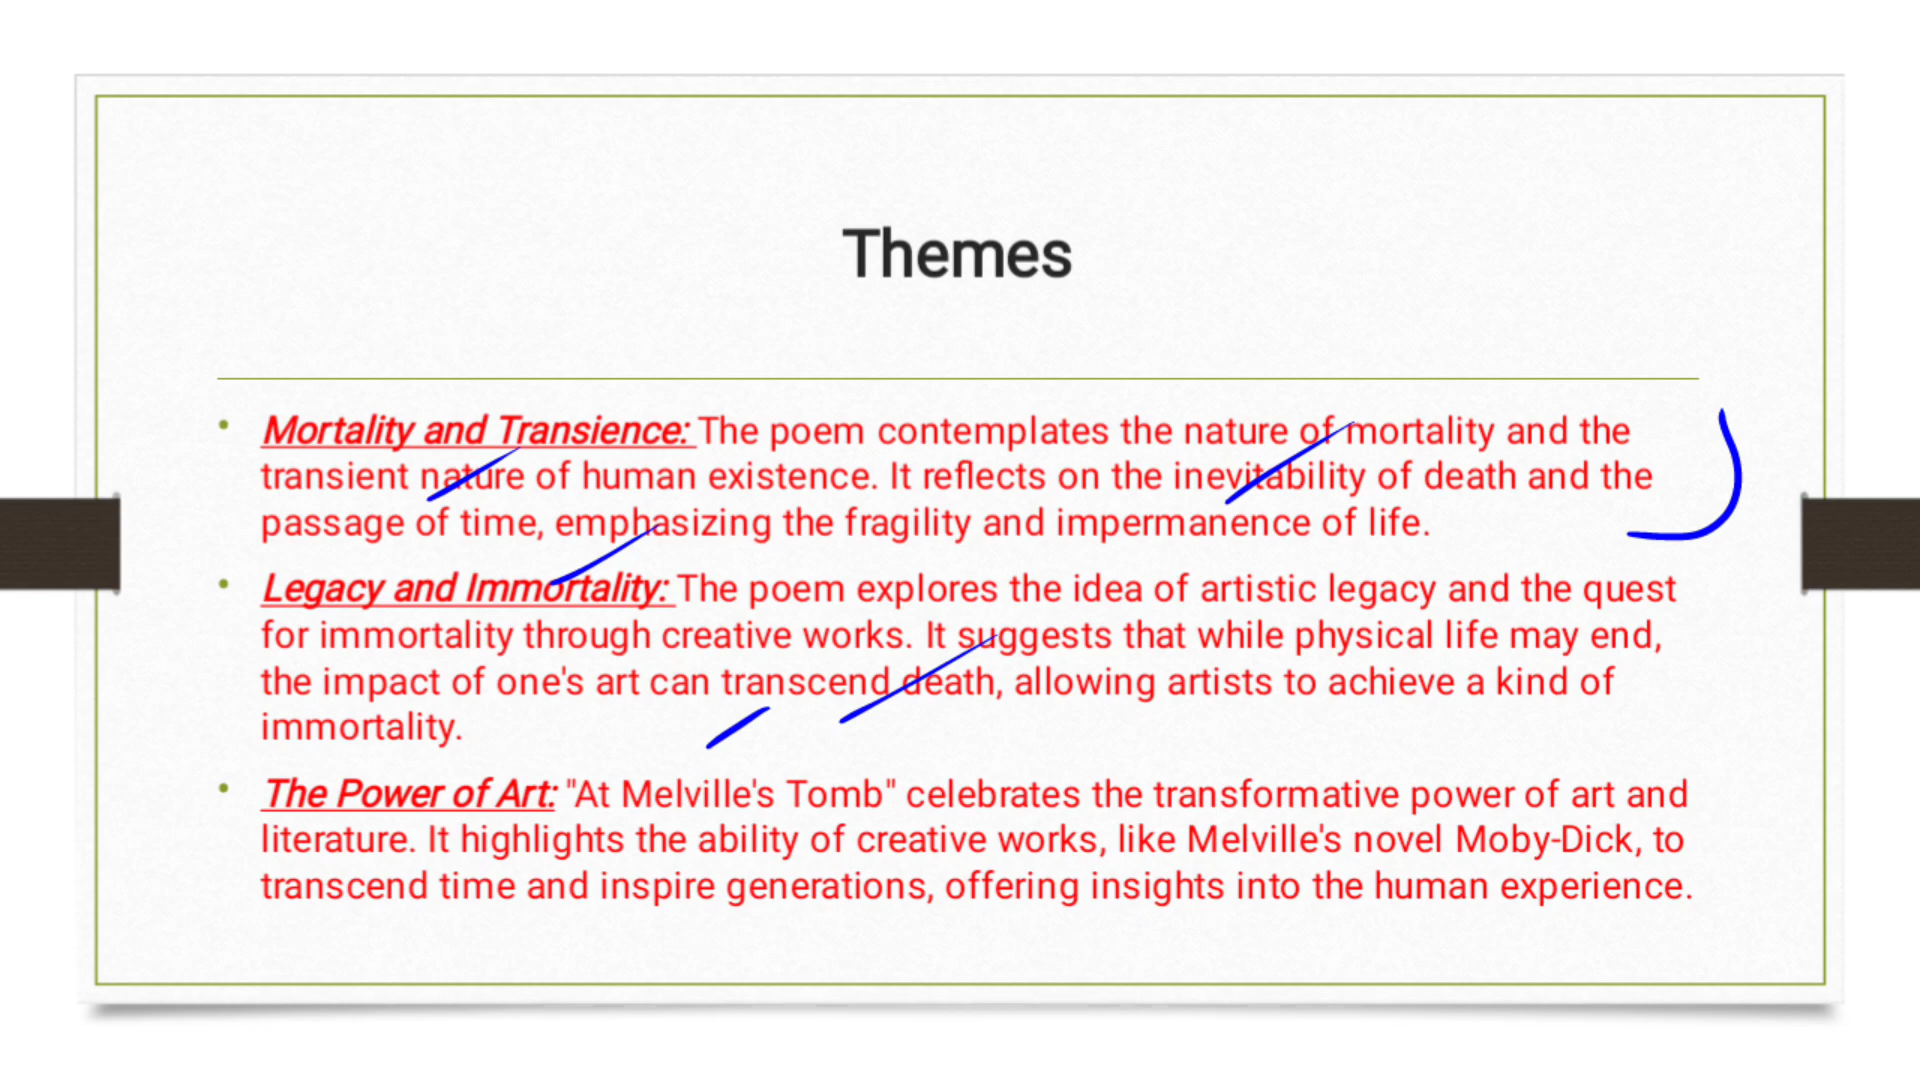 Themes
• Mortality and Transience: The poem contemplates the nature of mortality and the
transient nature of human existence. It reflects on the inevitability of death and the
passage of time, emphasizing the fragility and impermanence of life.
• Legacy and Immortality: The poem explores the idea of artistic legacy and the quest
for immortality through creative works. It suggests that while physical life may end,
the impact of one's art can transcend death, allowing artists to achieve a kind of
immortality.
• The Power of Art: "At Melville's Tomb" celebrates the transformative power of art and
literature. It highlights the ability of creative works, like Melville's novel Moby-Dick, to
transcend time and inspire generations, offering insights into the human experience.